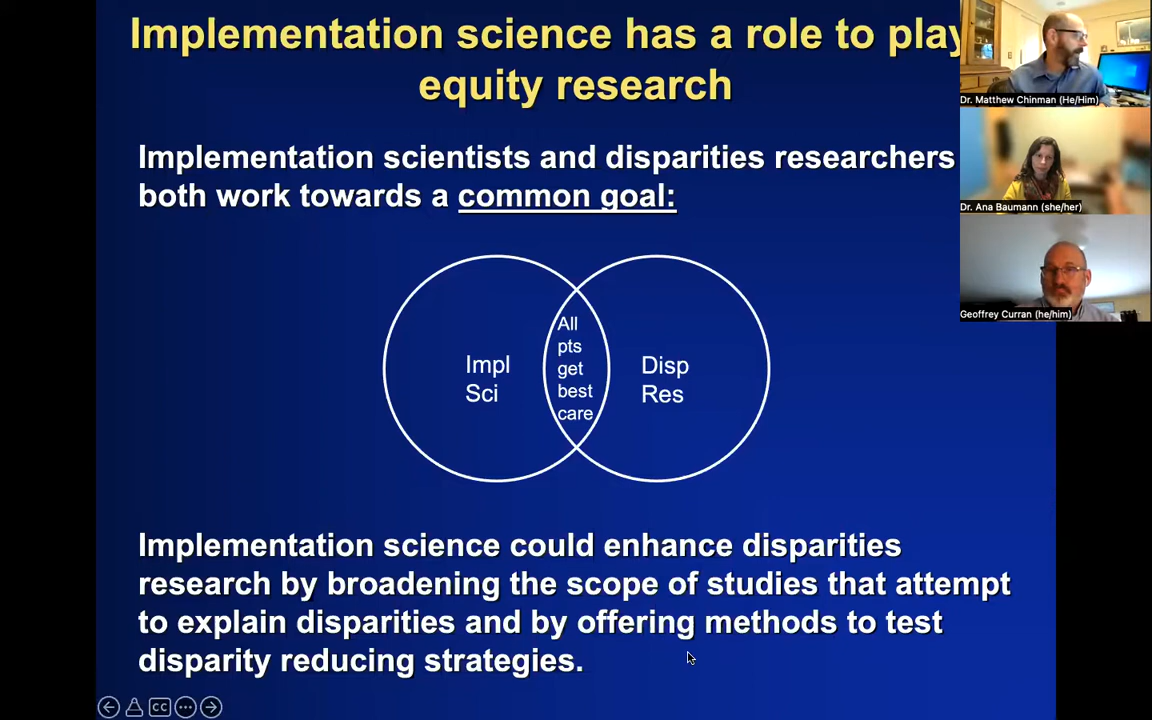 Implementation science has a role to play
equity research
Implementation scientists and disparities researchers
both work towards a common goal:
Impl
Sci
All
pts
get
best
care
Disp
Res
Implementation science could enhance disparities
research by broadening the scope of studies that attempt
to explain disparities and by offering methods to test
disparity reducing strategies.
Dr. Matthew Chinman (He/Him)
Dr. Ana Baumann (she/her)
Geoffrey Curran (he/him)
CC